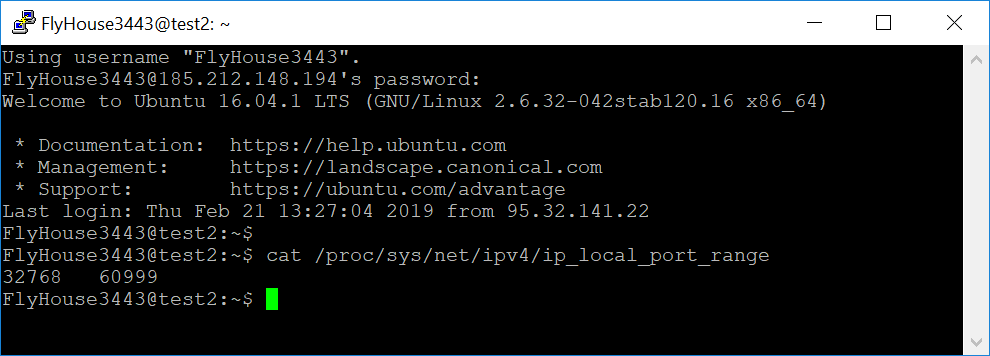 FlyHouse3443@test2: ~
Using username "FlyHouse3443".
FlyHouse3443@185.212.148.194's password:
Welcome to Ubuntu 16.04.1 LTS (GNU/Linux 2.6.32-042stab120.16 x86_64)
 * Documentation:  https://help.ubuntu.com
 * Management:     https://landscape.canonical.com
 * Support:        https://ubuntu.com/advantage
Last login: Thu Feb 21 13:27:04 2019 from 95.32.141.22
FlyHouse3443@test2:~$
FlyHouse3443@test2:~$ cat /proc/sys/net/ipv4/ip_local_port_range
32768   60999
FlyHouse3443@test2:~$